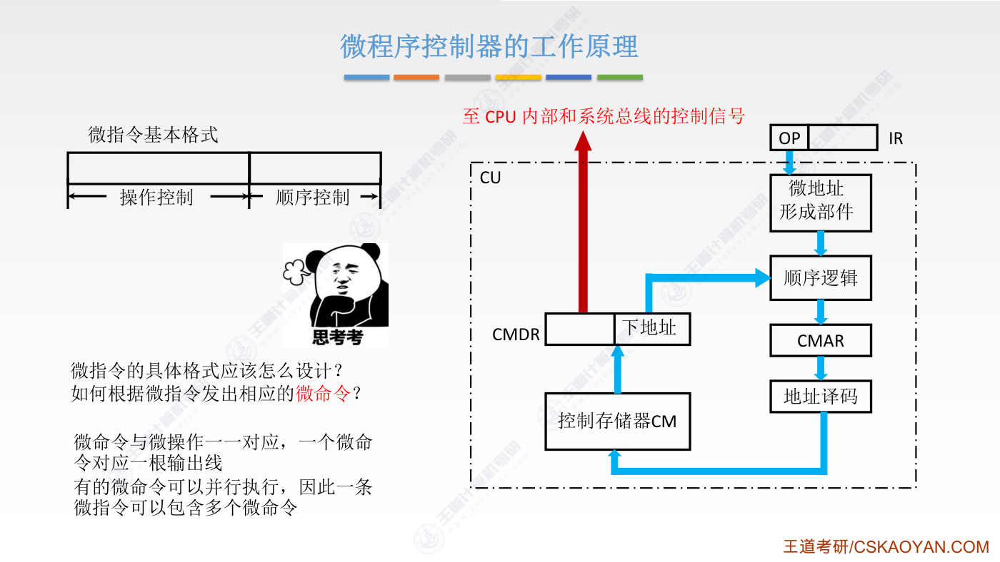 微程序控制器的工作原理
微指令基本格式
操作控制
顺序控制
思考考
微指令的具体格式应该怎么设计？
如何根据微指令发出相应的微命令？
微命令与微操作一一对应，一个微命
令对应一根输出线
有的微命令可以并行执行，因此一条
微指令可以包含多个微命令
至 CPU 内部和系统总线的控制信号
OP
IR
CU
微地址
形成部件
顺序逻辑
CMDR
下地址
CMAR
控制存储器CM
地址译码
王道考研/CSKAOYAN.COM
王道计算机考研